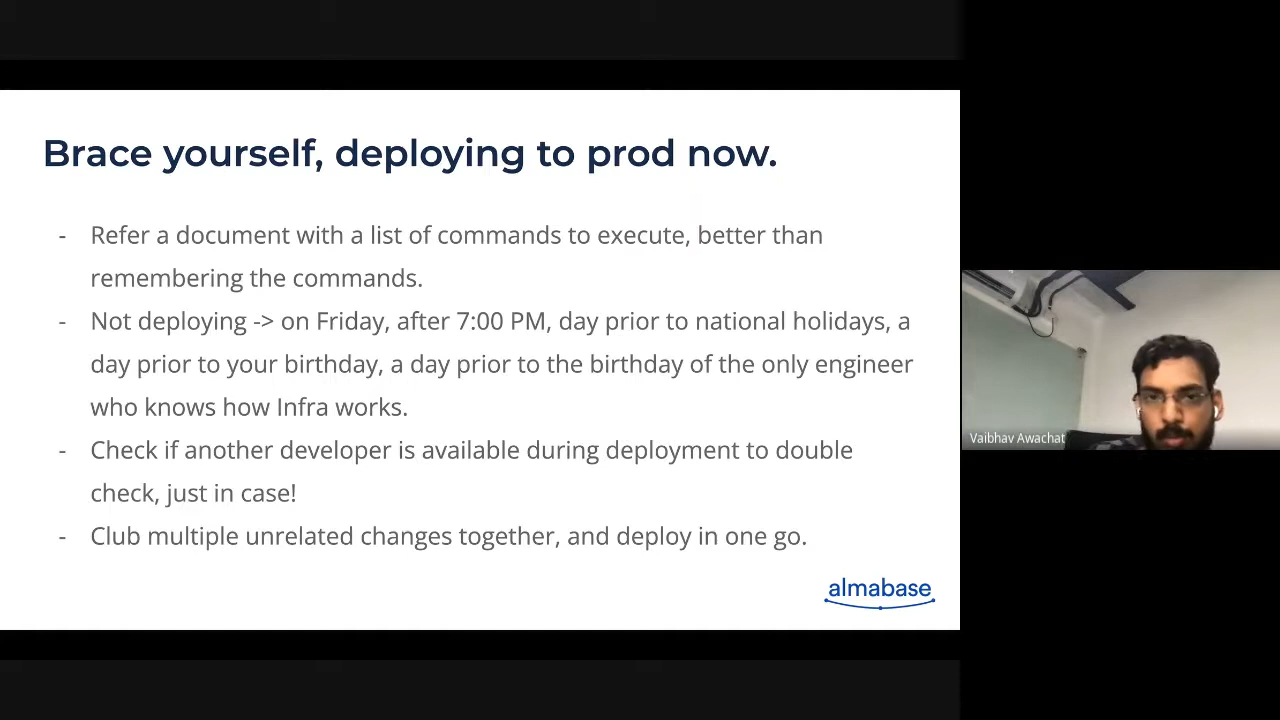 Brace yourself, deploying to prod now.
- Refer a document with a list of commands to execute, better than
remembering the commands.
- Not deploying -> on Friday, after 7:00 PM, day prior to national holidays, a
day prior to your birthday, a day prior to the birthday of the only engineer
who knows how Infra works.
- Check if another developer is available during deployment to double
check, just in case!
- Club multiple unrelated changes together, and deploy in one go.
almabase
Vaibhav Awachat